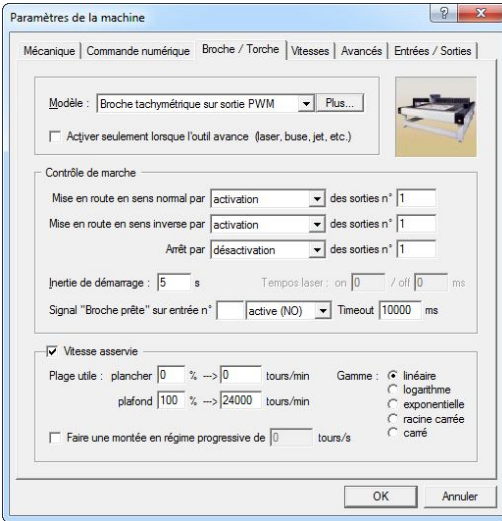 Paramètres de la machine
Mécanique Commande numérique Broche / Torche Vitesses Avancés Entrées / Sorties
Modèle : Broche tachymétrique sur sortie PWM Plus...
Activer seulement lorsque l'outil avance (laser, buse, jet, etc.)
Contrôle de marche
Mise en route en sens normal par activation des sorties n° 1
Mise en route en sens inverse par activation des sorties n° 1
Arrêt par désactivation des sorties n° 1
Inertie de démarrage : 5 s Tempos laser : on 0 / off 0 ms
Signal "Broche prête" sur entrée n° active (NO) Timeout 10000 ms
Vitesse asservie
Plage utile : plancher 0 % ---> 0 tours/min Gamme : linéaire
logarithme
plafond 100 % ---> 24000 tours/min exponentielle
racine carrée
Faire une montée en régime progressive de 0 tours/s carré
OK Annuler